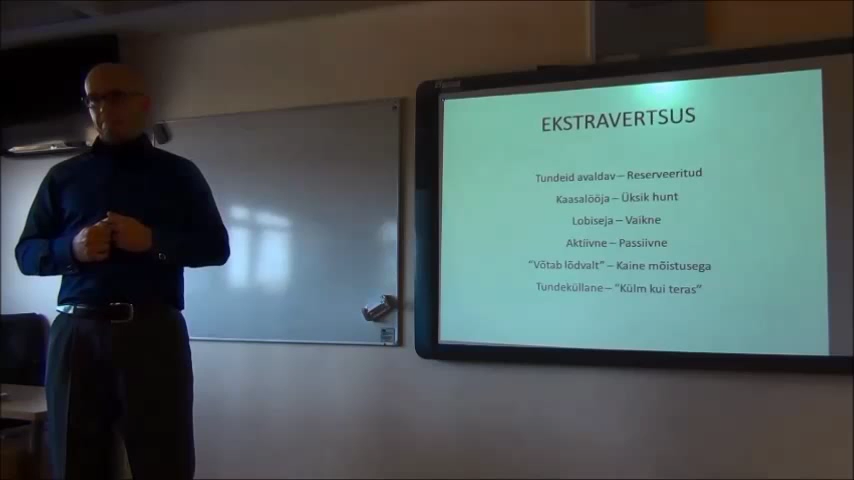 EKSTRAVERTSUS
Tundeid avaldav – Reserveeritud
Kaasalööja – Üksik hunt
Lobiseja – Vaikne
Aktiivne – Passiivne
“Võtab lõdvalt” – Kaine mõistusega
Tundeküllane – “Külm kui teras”